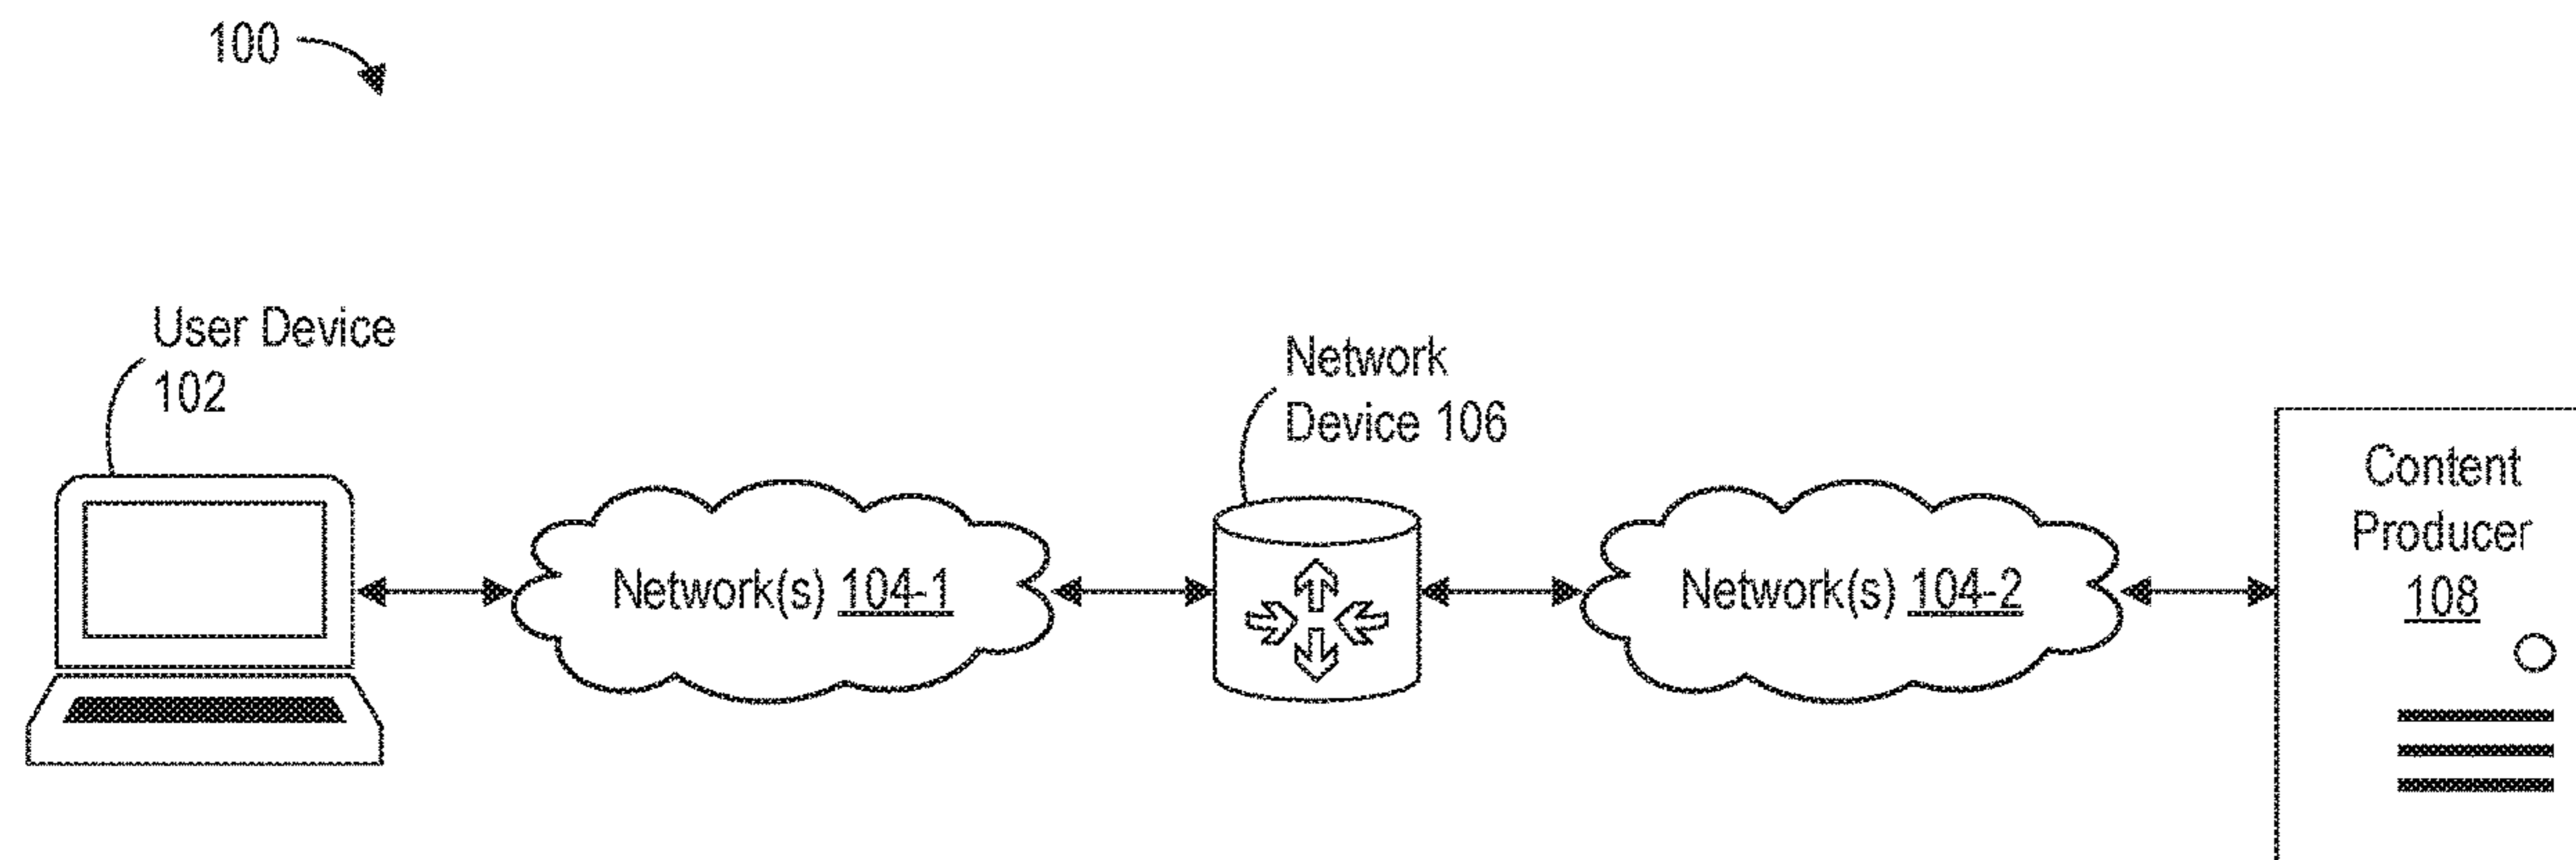 100
User Device
102
Network
Device 106
Content
Producer
108
Network(s) 104-1
Network(s) 104-2